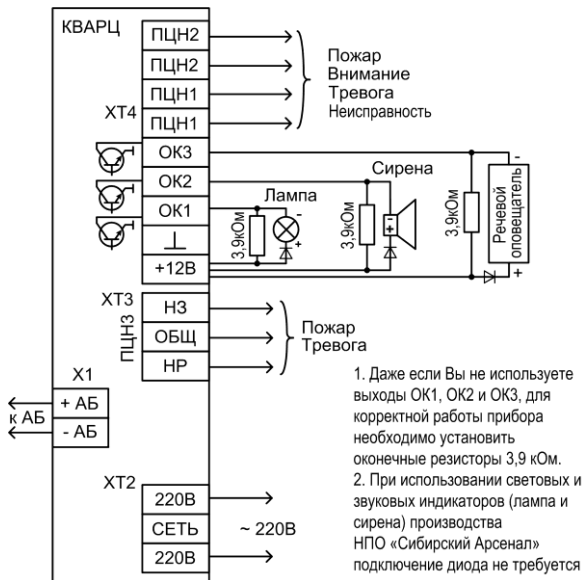 КВАРЦ
ПЦН2
ПЦН2
ПЦН1
ПЦН1
Пожар
Внимание
Тревога
Неисправность
XT4
ОК3
ОК2
ОК1
⊥
+12В
Лампа
Сирена
3,9кОм
3,9кОм
3,9кОм
Речевой
оповещатель
- +
- +
- +
XT3
ПЦН3
НЗ
ОБЩ
НР
Пожар
Тревога
X1
+ АБ
- АБ
к АБ
XT2
220В
СЕТЬ
220В
~ 220В
1. Даже если Вы не используете
выходы ОК1, ОК2 и ОК3, для
корректной работы прибора
необходимо установить
оконечные резисторы 3,9 кОм.
2. При использовании световых и
звуковых индикаторов (лампа и
сирена) производства
НПО «Сибирский Арсенал»
подключение диода не требуется